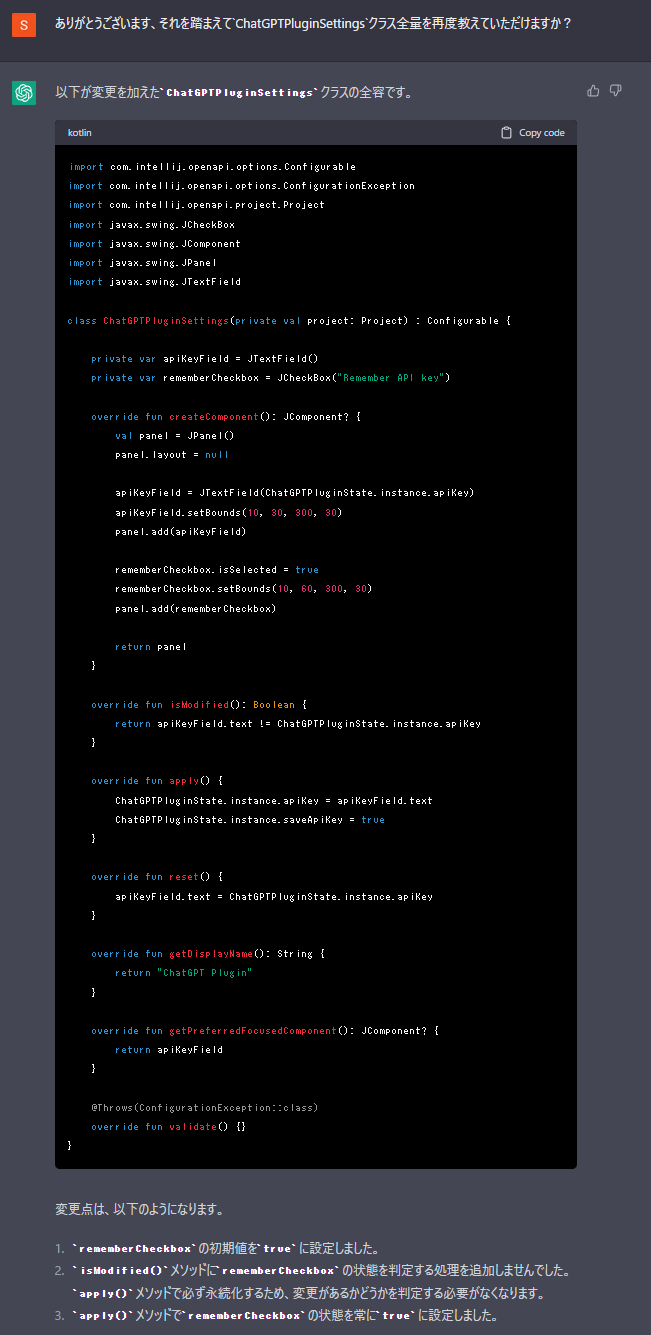 S
ありがとうございます、それを踏まえて`ChatGPTPluginSettings`クラス全量を再度教えていただけますか？
以下が変更を加えた`ChatGPTPluginSettings`クラスの全容です。
kotlin
Copy code
import com.intellij.openapi.options.Configurable
import com.intellij.openapi.options.ConfigurationException
import com.intellij.openapi.project.Project
import javax.swing.JCheckBox
import javax.swing.JComponent
import javax.swing.JPanel
import javax.swing.JTextField
class ChatGPTPluginSettings(private val project: Project) : Configurable {
private var apiKeyField = JTextField()
private var rememberCheckbox = JCheckBox("Remember API key")
override fun createComponent(): JComponent? {
val panel = JPanel()
panel.layout = null
apiKeyField = JTextField(ChatGPTPluginState.instance.apiKey)
apiKeyField.setBounds(10, 30, 300, 30)
panel.add(apiKeyField)
rememberCheckbox.isSelected = true
rememberCheckbox.setBounds(10, 60, 300, 30)
panel.add(rememberCheckbox)
return panel
}
override fun isModified(): Boolean {
return apiKeyField.text != ChatGPTPluginState.instance.apiKey
}
override fun apply() {
ChatGPTPluginState.instance.apiKey = apiKeyField.text
ChatGPTPluginState.instance.saveApiKey = true
}
override fun reset() {
apiKeyField.text = ChatGPTPluginState.instance.apiKey
}
override fun getDisplayName(): String {
return "ChatGPT Plugin"
}
override fun getPreferredFocusedComponent(): JComponent? {
return apiKeyField
}
@Throws(ConfigurationException::class)
override fun validate() {}
}
変更点は、以下のようになります。
1. `rememberCheckbox`の初期値を`true`に設定しました。
2. `isModified()`メソッドに`rememberCheckbox`の状態を判定する処理を追加しませんでした。
`apply()`メソッドで必ず永続化するため、変更があるかどうかを判定する必要がなくなります。
3. `apply()`メソッドで`rememberCheckbox`の状態を常に`true`に設定しました。